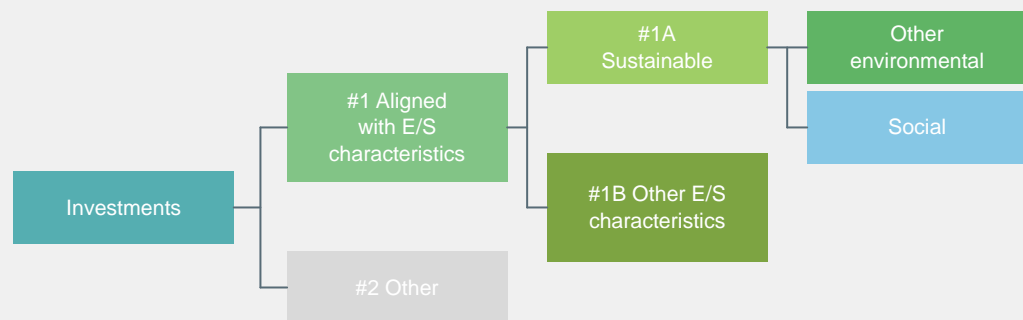 Investments
#1 Aligned
with E/S
characteristics
#2 Other
#1A
Sustainable
#1B Other E/S
characteristics
Other
environmental
Social